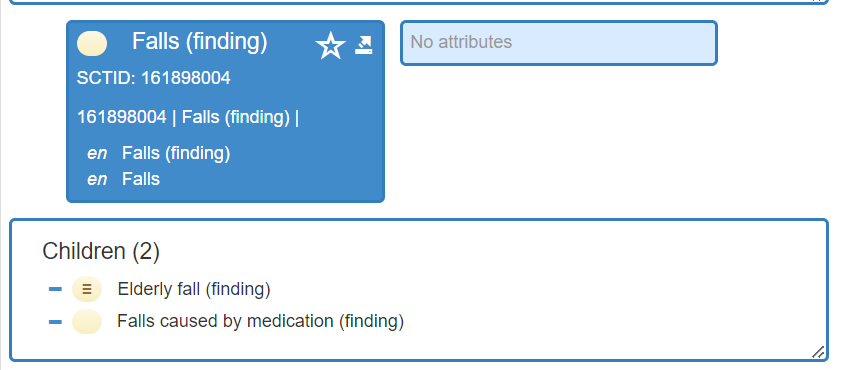 Falls (finding)
No attributes
SCTID: 161898004
161898004 | Falls (finding) |
en Falls (finding)
en Falls
Children (2)
Elderly fall (finding)
Falls caused by medication (finding)